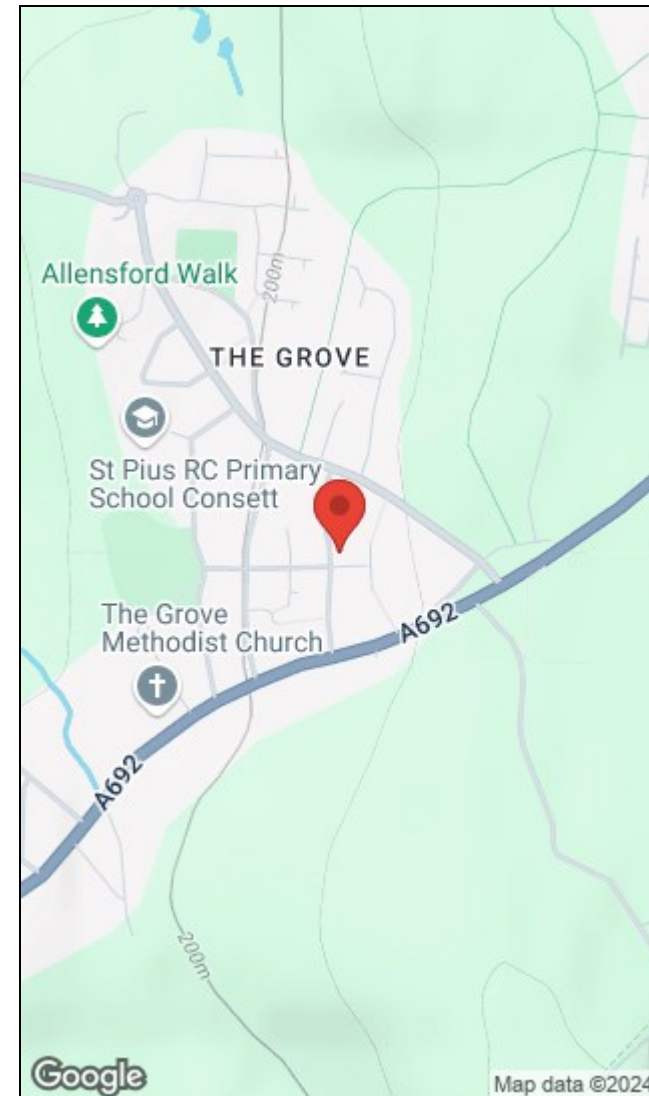 Allensford Walk
200m
THE GROVE
St Pius RC Primary
School Consett
The Grove
Methodist Church
A692
A692
200m
Google
Map data ©2024